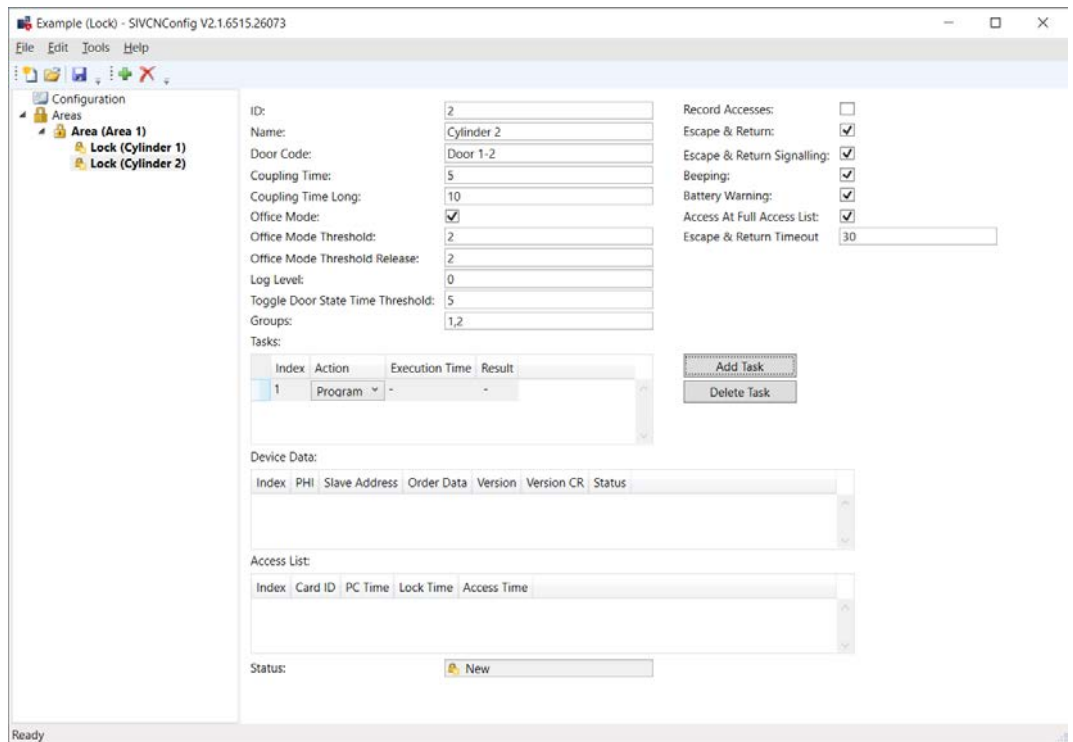 Example (Lock) - SIVCNConfig V2.1.6515.26073
File Edit Tools Help
Configuration
Areas
Area (Area 1)
Lock (Cylinder 1)
Lock (Cylinder 2)
ID: 2
Name: Cylinder 2
Door Code: Door 1-2
Coupling Time: 5
Coupling Time Long: 10
Office Mode:
Office Mode Threshold: 2
Office Mode Threshold Release: 2
Log Level: 0
Toggle Door State Time Threshold: 5
Groups: 1,2
Record Accesses:
Escape & Return:
Escape & Return Signalling:
Beeping:
Battery Warning:
Access At Full Access List:
Escape & Return Timeout 30
Tasks:
Index Action Execution Time Result
1 Program - -
Add Task
Delete Task
Device Data:
Index PHI Slave Address Order Data Version Version CR Status
Access List:
Index Card ID PC Time Lock Time Access Time
Status: New
Ready